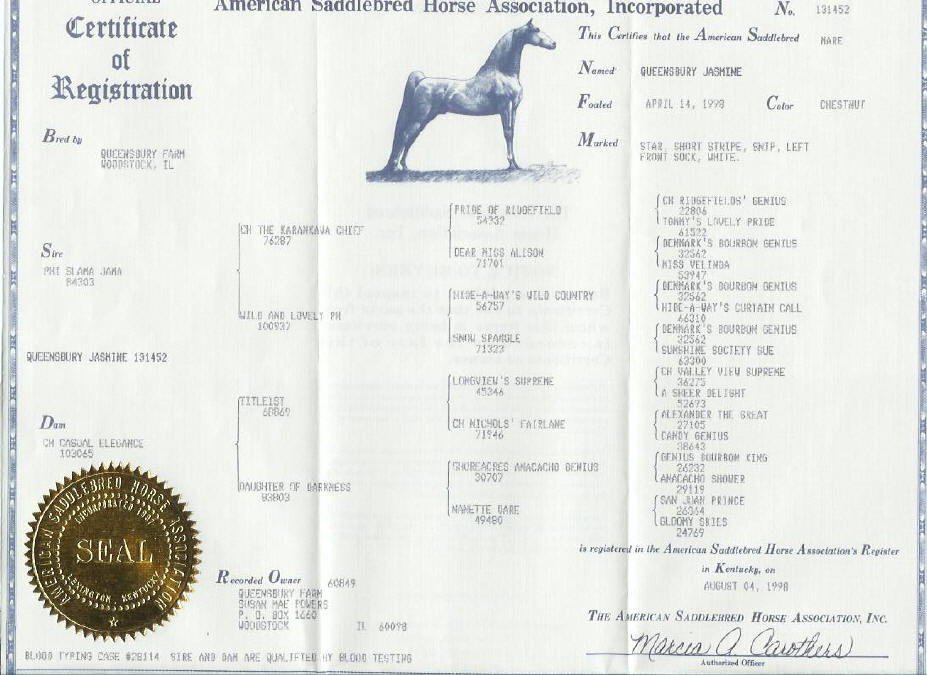 OFFICIAL
Certificate
of
Registration
American Saddlebred Horse Association, Incorporated
No. 131452
This Certifies that the American Saddlebred MARE
Named QUEENSBURY JASMINE
Foaled APRIL 14, 1998 Color CHESTNUT
Marked STAR, SHORT STRIPE, SNIP, LEFT
FRONT SOCK, WHITE.
Bred by
QUEENSBURY FARM
WOODSTOCK, IL
Sire
PHI SLAMA JAMA
84303
QUEENSBURY JASMINE 131452
Dam
CH CASUAL ELEGANCE
103065
CH THE KARANKAWA CHIEF
76287
WILD AND LOVELY PH
100937
TITLEIST
68869
DAUGHTER OF DARKNESS
83803
PRIDE OF RIDGEFIELD
54332
DEAR MISS ALISON
71701
HIDE-A-WAY'S WILD COUNTRY
56757
SNOW SPARKLE
71323
LONGVIEW'S SUPREME
45346
CH NICHOLS' FAIRLANE
71946
SHOREACRES ANACACHO GENIUS
30707
NANETTE DARE
49480
CH RIDGEFIELDS' GENIUS
22806
TOMMY'S LOVELY PRIDE
61522
DENMARK'S BOURBON GENIUS
32562
MISS VELINDA
53947
DENMARK'S BOURBON GENIUS
32562
HIDE-A-WAY'S CURTAIN CALL
66310
DENMARK'S BOURBON GENIUS
32562
SUNSHINE SOCIETY SUE
63300
CH VALLEY VIEW SUPREME
36275
A SHEER DELIGHT
52673
ALEXANDER THE GREAT
27105
CANDY GENIUS
38643
GENIUS BOURBON KING
26232
ANACACHO SHOWER
29119
SAN JUAN PRINCE
26364
GLOOMY SKIES
24769
is registered in the American Saddlebred Horse Association's Register
in Kentucky, on
AUGUST 04, 1998
Recorded Owner 60849
QUEENSBURY FARM
SUSAN MAE POWERS
P. O. BOX 1660
WOODSTOCK IL 60098
THE AMERICAN SADDLEBRED HORSE ASSOCIATION, INC.
Marcia A. Carothers
Authorized Officer
AMERICAN SADDLEBRED HORSE ASSOCIATION
INCORPORATED
SEAL
LEXINGTON, KENTUCKY
BLOOD TYPING CASE #28114 SIRE AND DAM ARE QUALIFIED BY BLOOD TESTING